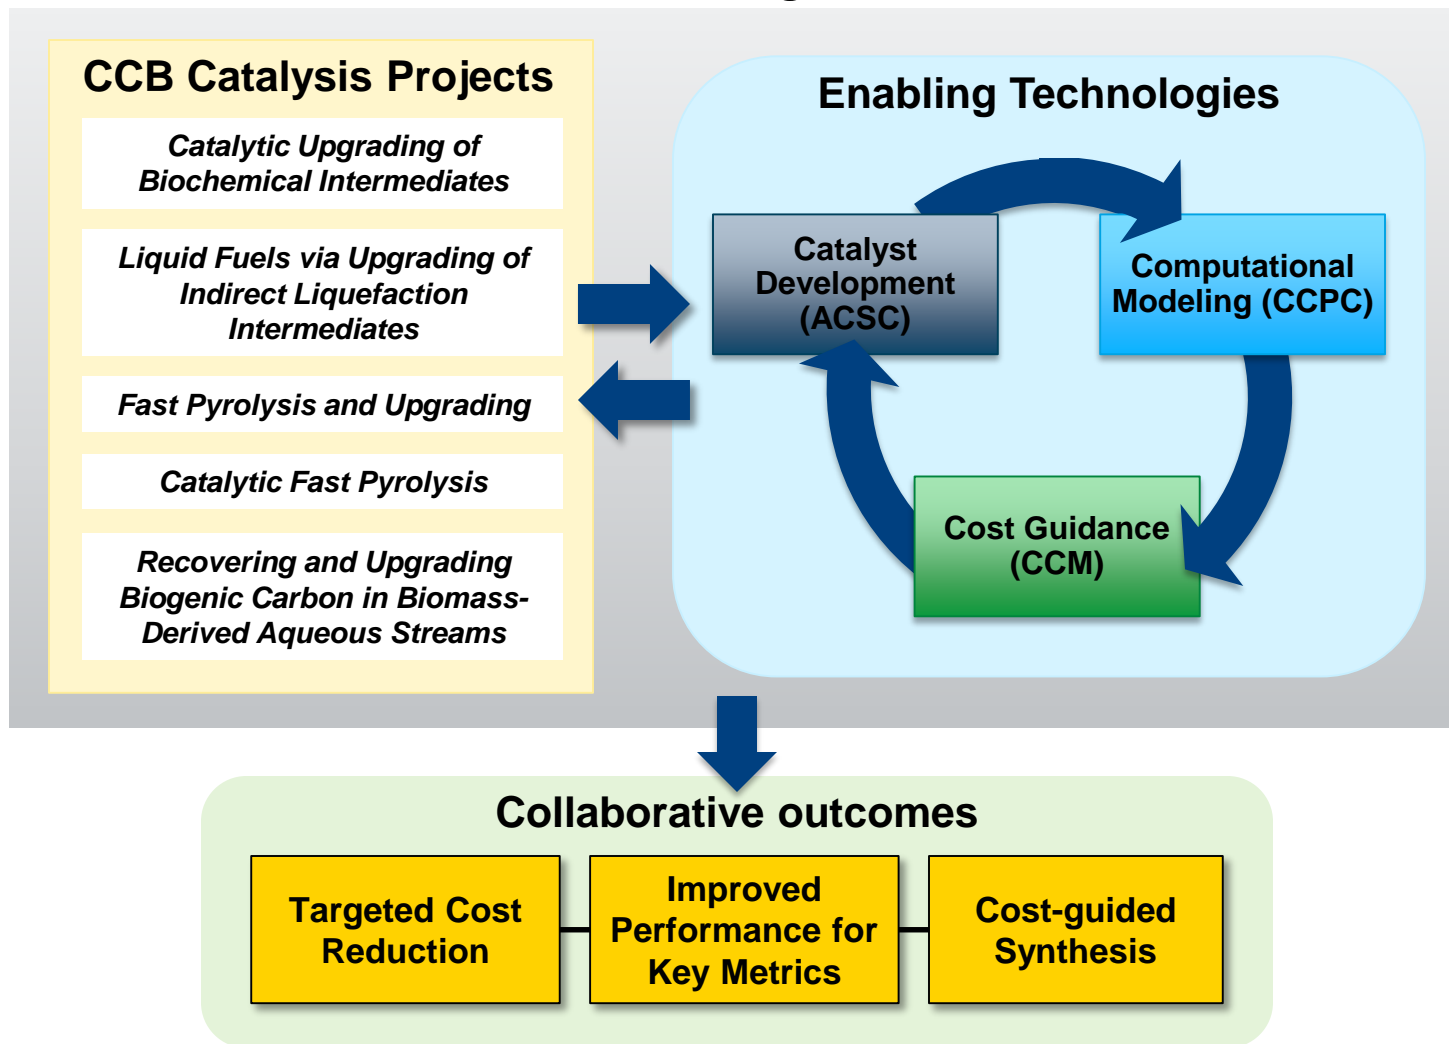 CCB Catalysis Projects
Catalytic Upgrading of
Biochemical Intermediates
Liquid Fuels via Upgrading of
Indirect Liquefaction
Intermediates
Fast Pyrolysis and Upgrading
Catalytic Fast Pyrolysis
Recovering and Upgrading
Biogenic Carbon in Biomass-
Derived Aqueous Streams
Enabling Technologies
Catalyst
Development
(ACSC)
Computational
Modeling (CCPC)
Cost Guidance
(CCM)
Collaborative outcomes
Targeted Cost
Reduction
Improved
Performance for
Key Metrics
Cost-guided
Synthesis